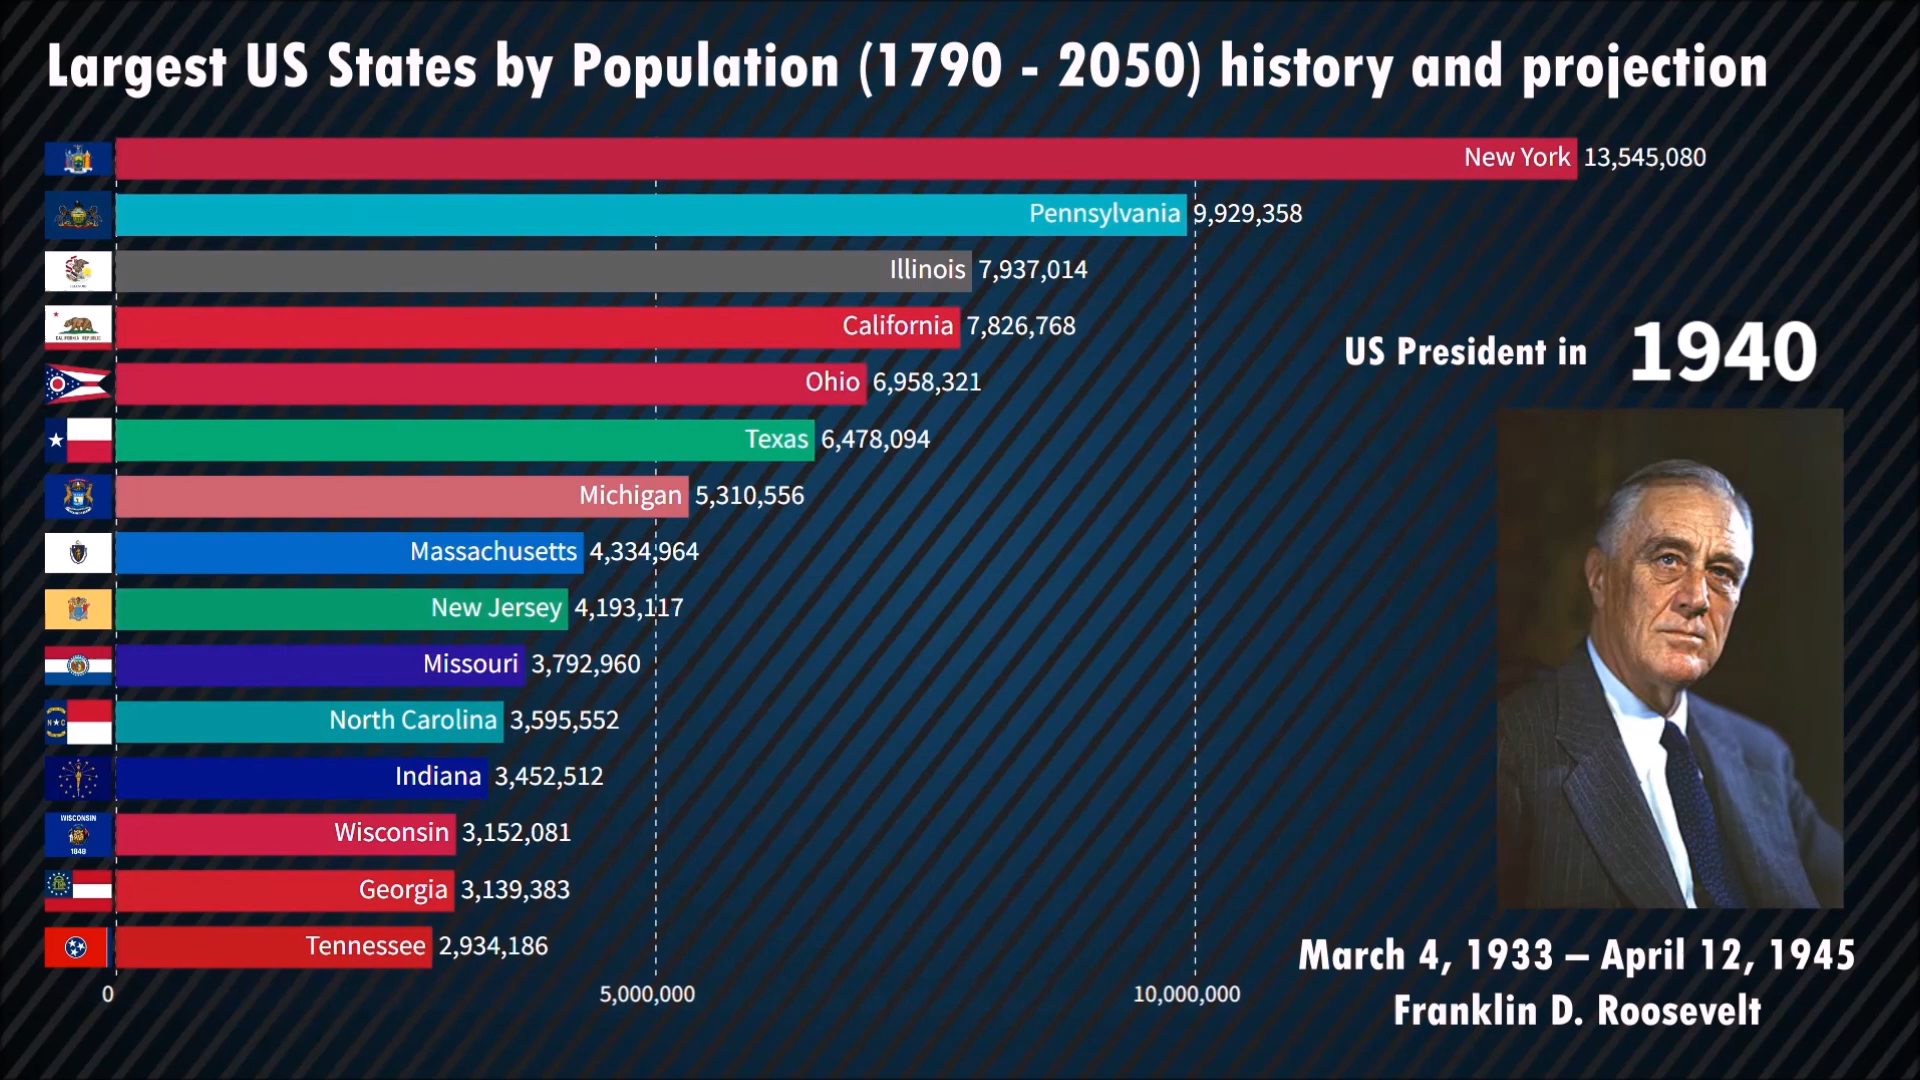 Largest US States by Population (1790 - 2050) history and projection
New York 13,545,080
Pennsylvania 9,929,358
Illinois 7,937,014
California 7,826,768
Ohio 6,958,321
Texas 6,478,094
Michigan 5,310,556
Massachusetts 4,334,964
New Jersey 4,193,117
Missouri 3,792,960
N C North Carolina 3,595,552
Indiana 3,452,512
WISCONSIN
1848
Wisconsin 3,152,081
Georgia 3,139,383
Tennessee 2,934,186
0 5,000,000 10,000,000
US President in 1940
March 4, 1933 – April 12, 1945
Franklin D. Roosevelt